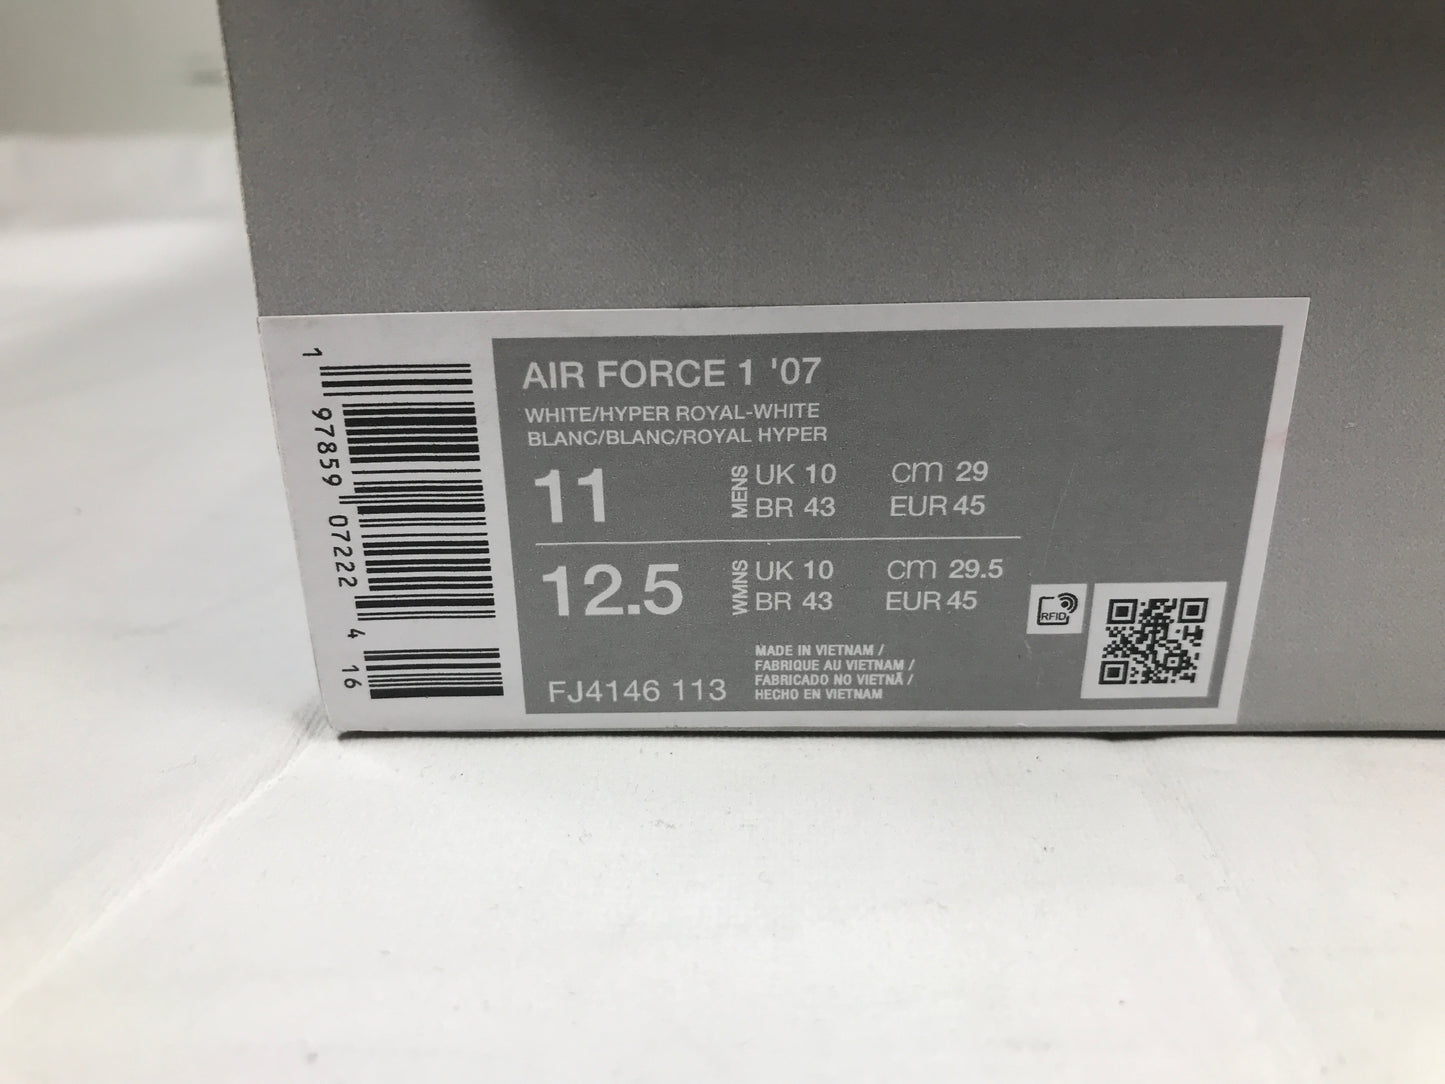 1 97859 07222 4 16
AIR FORCE 1 '07
WHITE/HYPER ROYAL-WHITE
BLANC/BLANC/ROYAL HYPER
11 MENS UK 10 cm 29
BR 43 EUR 45
12.5 WMNS UK 10 cm 29.5
BR 43 EUR 45
RFID
MADE IN VIETNAM /
FABRIQUE AU VIETNAM /
FABRICADO NO VIETNÃ /
HECHO EN VIETNAM
FJ4146 113